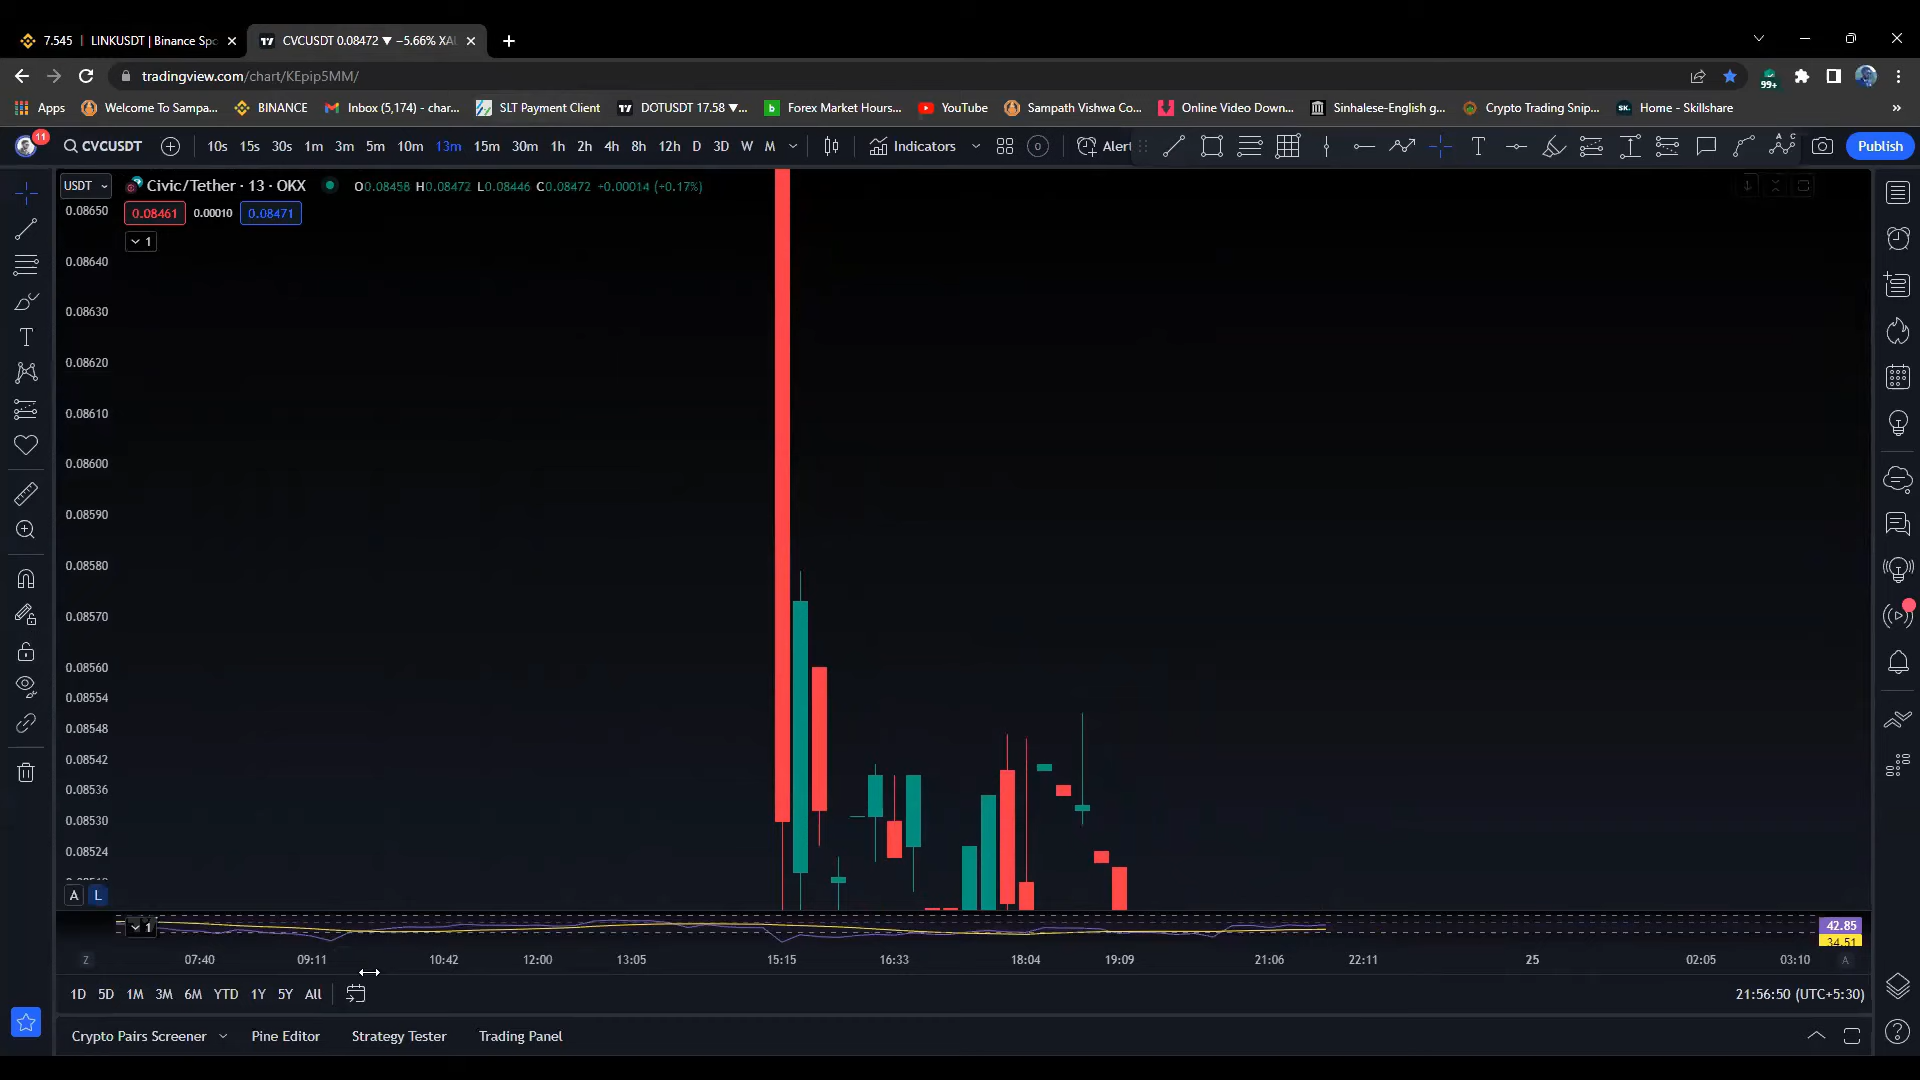 7.545 | LINKUSDT | Binance Spo
CVCUSDT 0.08472 ▼ −5.66% XAL
tradingview.com/chart/KEpip5MM/
Apps Welcome To Sampa... BINANCE Inbox (5,174) - char... SLT Payment Client DOTUSDT 17.58 ▼... Forex Market Hours... YouTube Sampath Vishwa Co... Online Video Down... Sinhalese-English g... Crypto Trading Snip... Home - Skillshare »
99+
11 CVCUSDT 10s 15s 30s 1m 3m 5m 10m 13m 15m 30m 1h 2h 4h 8h 12h D 3D W M Indicators Alert Publish
USDT Civic/Tether · 13 · OKX O0.08458 H0.08472 L0.08446 C0.08472 +0.00014 (+0.17%)
0.08461 0.00010 0.08471
1
0.08650
0.08640
0.08630
0.08620
0.08610
0.08600
0.08590
0.08580
0.08570
0.08560
0.08554
0.08548
0.08542
0.08536
0.08530
0.08524
A L
1
42.85
34.51
Z 07:40 09:11 10:42 12:00 13:05 15:15 16:33 18:04 19:09 21:06 22:11 25 02:05 03:10 A
1D 5D 1M 3M 6M YTD 1Y 5Y All 21:56:50 (UTC+5:30)
Crypto Pairs Screener Pine Editor Strategy Tester Trading Panel